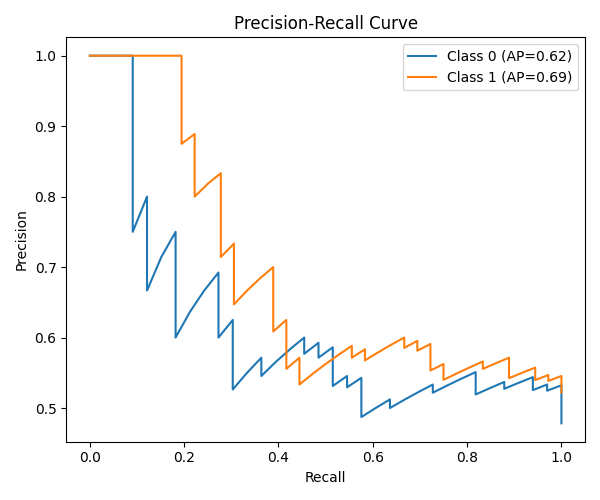 Precision-Recall Curve
Class 0 (AP=0.62)
Class 1 (AP=0.69)
1.0
0.9
0.8
0.7
0.6
0.5
Precision
0.0 0.2 0.4 0.6 0.8 1.0
Recall